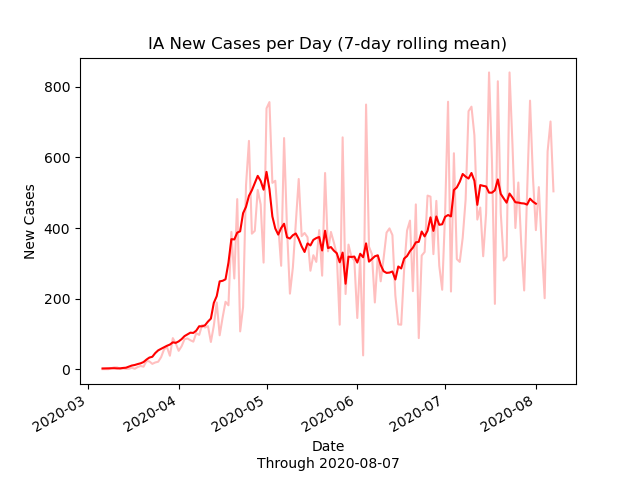 IA New Cases per Day (7-day rolling mean)
800
600
400
200
0
New Cases
2020-03
2020-04
2020-05
2020-06
2020-07
2020-08
Date
Through 2020-08-07